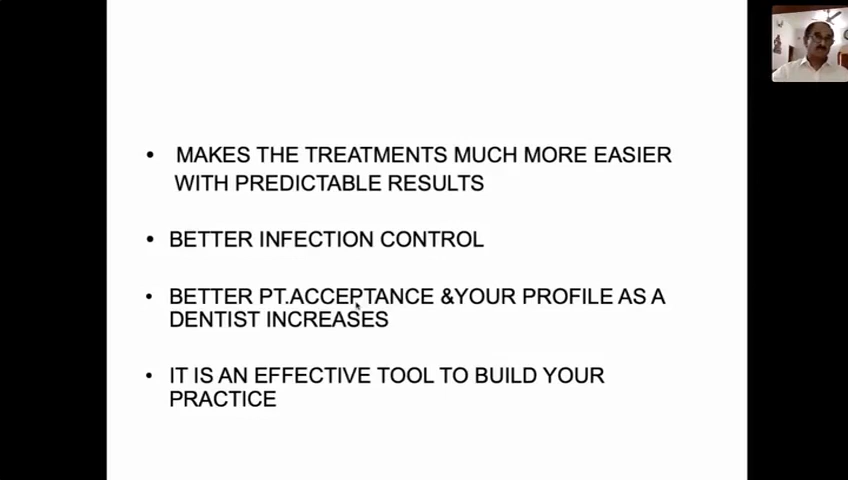 • MAKES THE TREATMENTS MUCH MORE EASIER
WITH PREDICTABLE RESULTS
• BETTER INFECTION CONTROL
• BETTER PT.ACCEPTANCE &YOUR PROFILE AS A
DENTIST INCREASES
• IT IS AN EFFECTIVE TOOL TO BUILD YOUR
PRACTICE